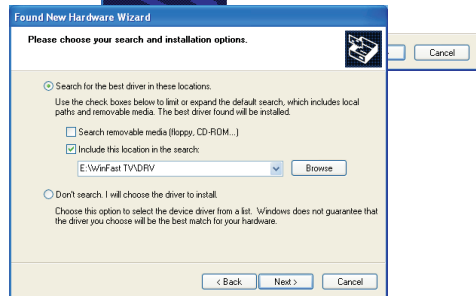 Found New Hardware Wizard
Please choose your search and installation options.
Cancel
Search for the best driver in these locations.
Use the check boxes below to limit or expand the default search, which includes local
paths and removable media. The best driver found will be installed.
Search removable media (floppy, CD-ROM...)
Include this location in the search:
E:\WinFast TV\DRV
Browse
Don't search. I will choose the driver to install.
Choose this option to select the device driver from a list. Windows does not guarantee that
the driver you choose will be the best match for your hardware.
< Back
Next >
Cancel